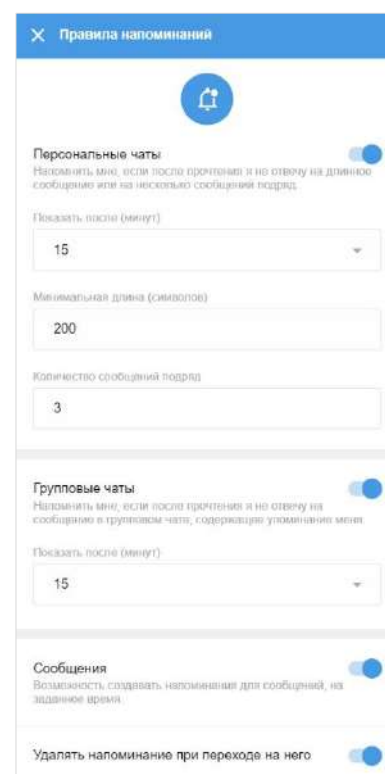 Правила напоминаний
Персональные чаты
Напомнить мне, если после прочтения я не отвечу на длинное
сообщение или на несколько сообщений подряд
Показать после (минут)
15
Минимальная длина (символов)
200
Количество сообщений подряд
3
Групповые чаты
Напомнить мне, если после прочтения я не отвечу на
сообщение в групповом чате, содержащее упоминание меня
Показать после (минут)
15
Сообщения
Возможность создавать напоминания для сообщений, на
заданное время
Удалять напоминание при переходе на него